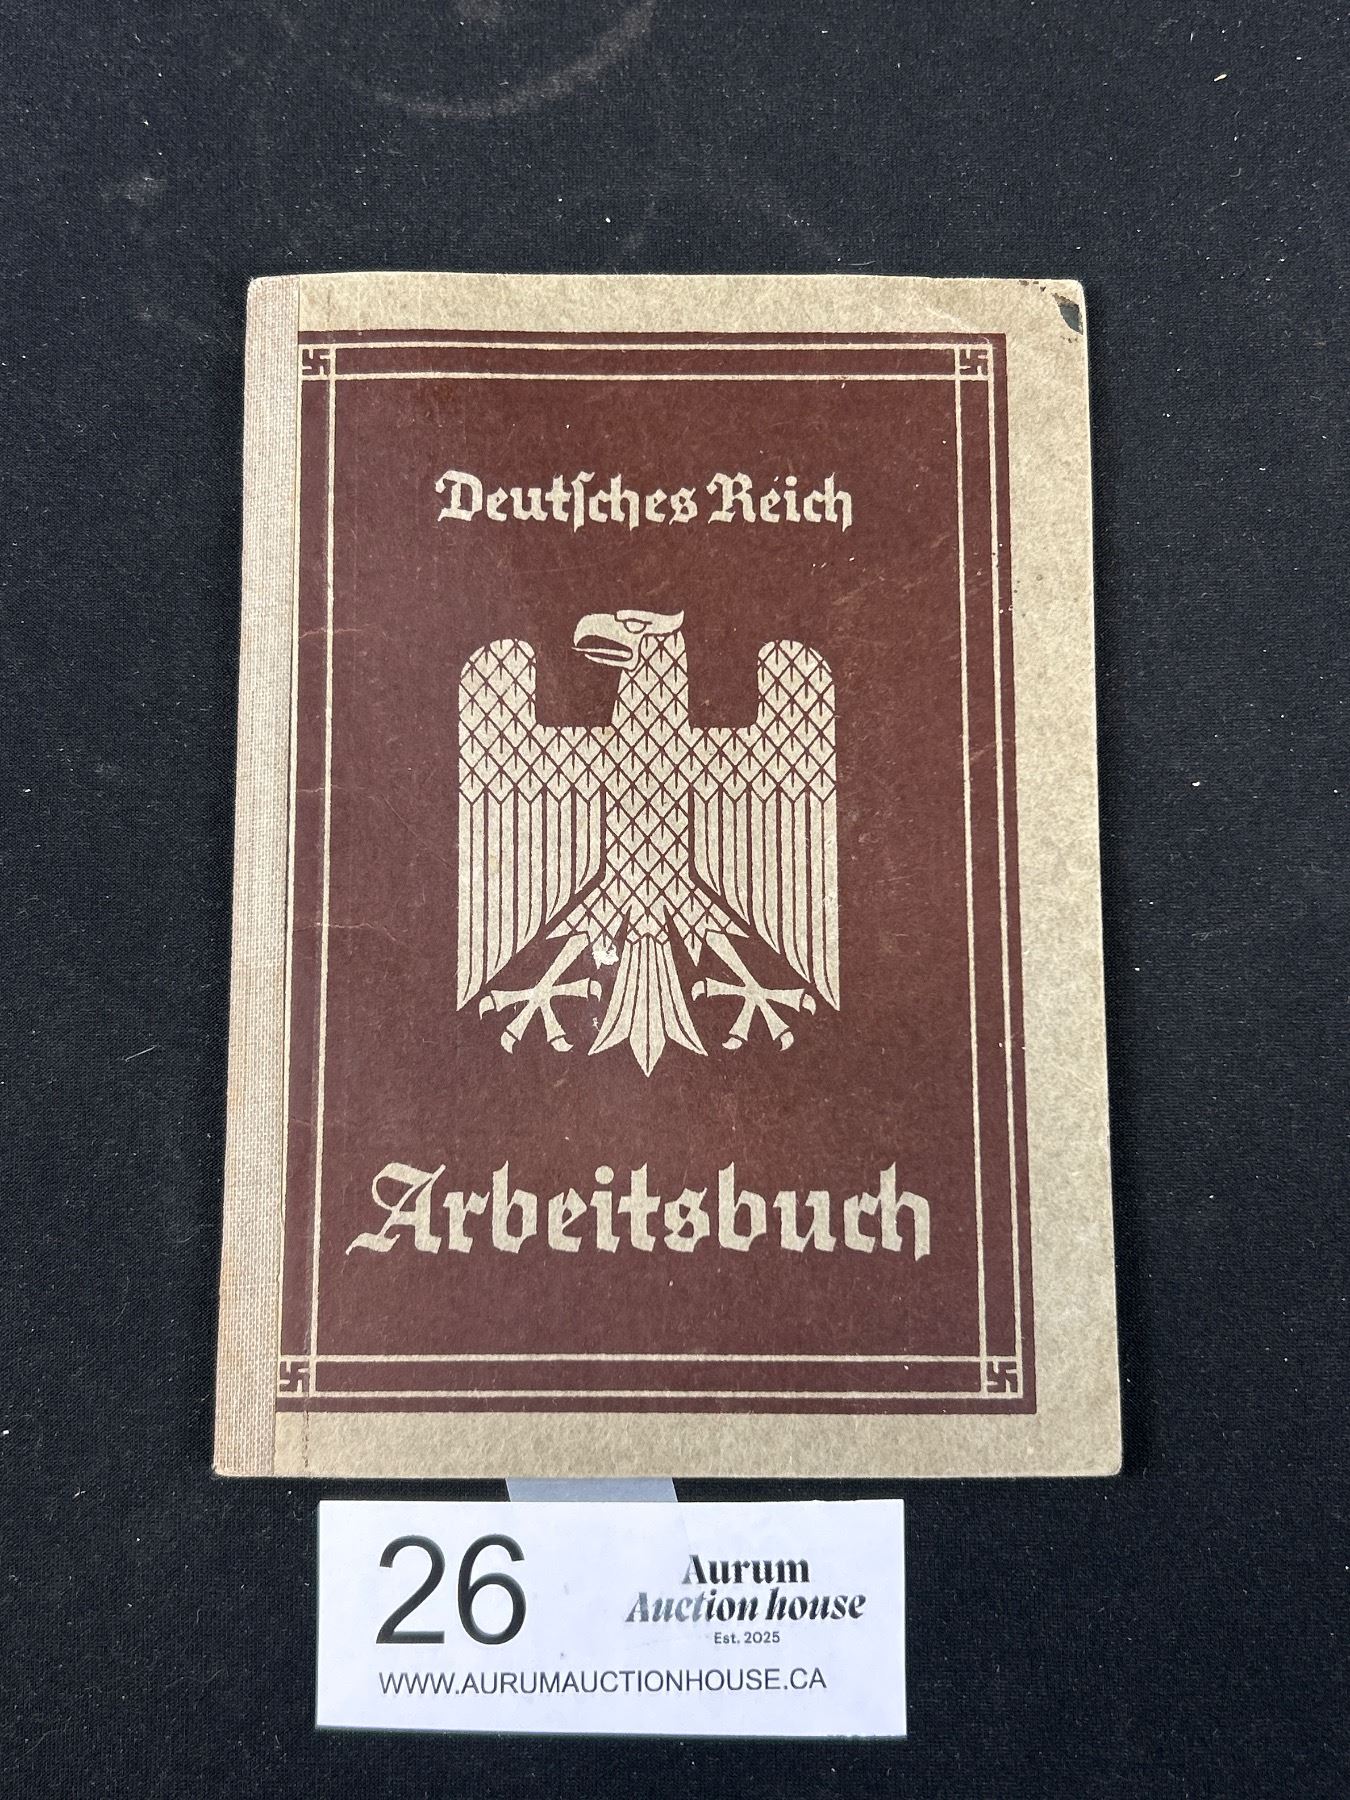 Deutſches Reich
Arbeitsbuch
26
Aurum
Auction house
Est. 2025
WWW.AURUMAUCTIONHOUSE.CA